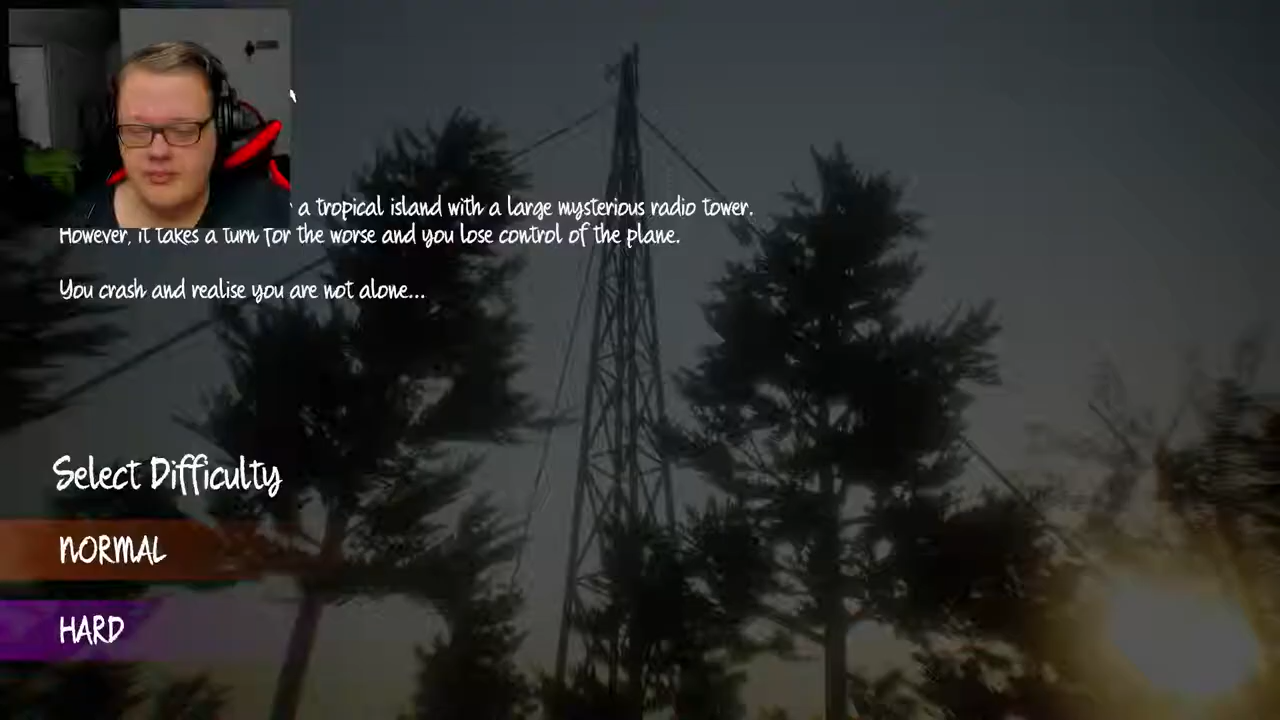 a tropical island with a large mysterious radio tower.
However, it takes a turn for the worse and you lose control of the plane.
You crash and realise you are not alone...
Select Difficulty
NORMAL
HARD